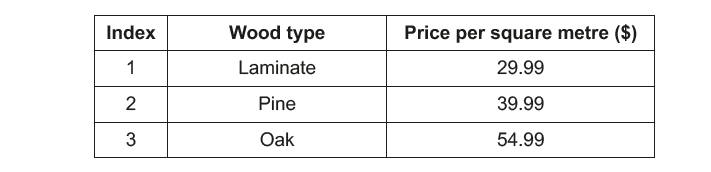 Index Wood type Price per square metre ($)
1 Laminate 29.99
2 Pine 39.99
3 Oak 54.99